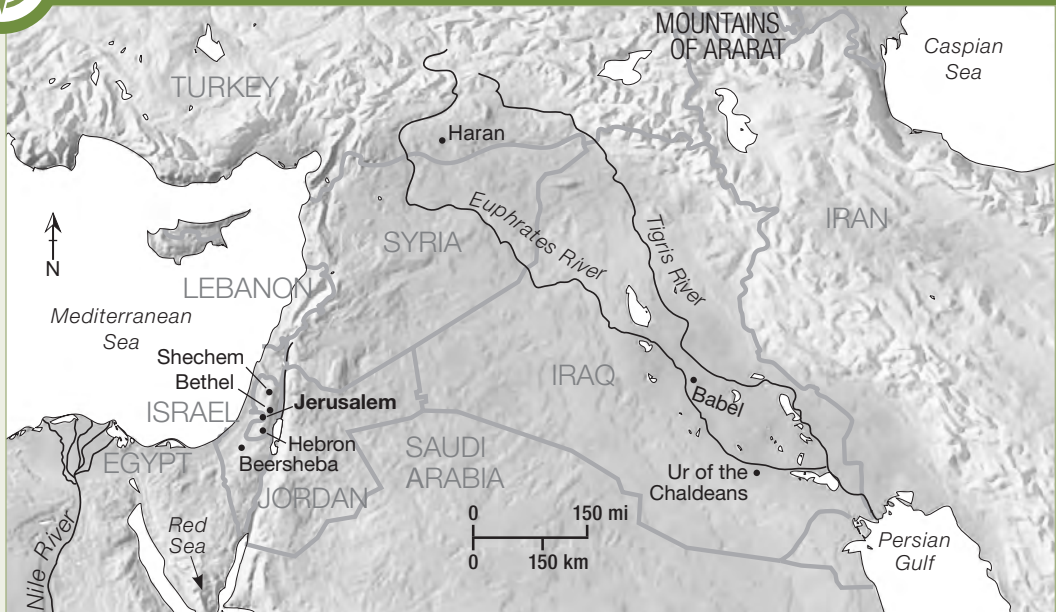 MOUNTAINS
OF ARARAT
Caspian
Sea
TURKEY
Haran
Euphrates River
Tigris River
IRAN
SYRIA
LEBANON
N
Mediterranean
Sea
Shechem
Bethel
ISRAEL
Jerusalem
IRAQ
Babel
Hebron
Beersheba
EGYPT
JORDAN
SAUDI
ARABIA
Ur of the
Chaldeans
0 150 mi
0 150 km
Red
Sea
Nile River
Persian
Gulf